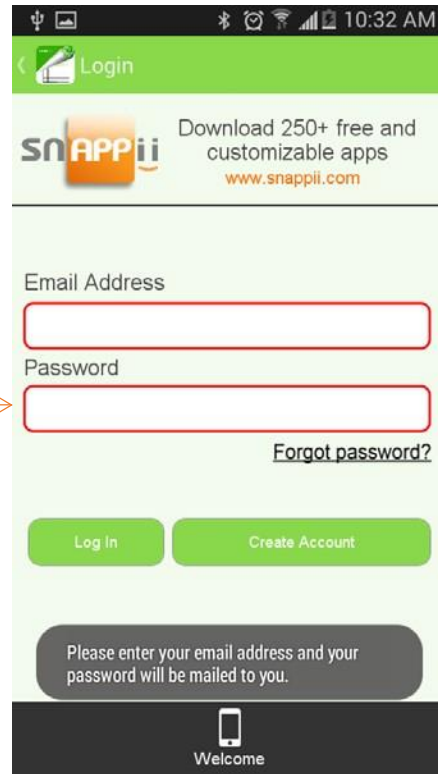 10:32 AM
Login
snAPPii
Download 250+ free and
customizable apps
www.snappii.com
Email Address
Password
Forgot password?
Log In
Create Account
Please enter your email address and your
password will be mailed to you.
Welcome